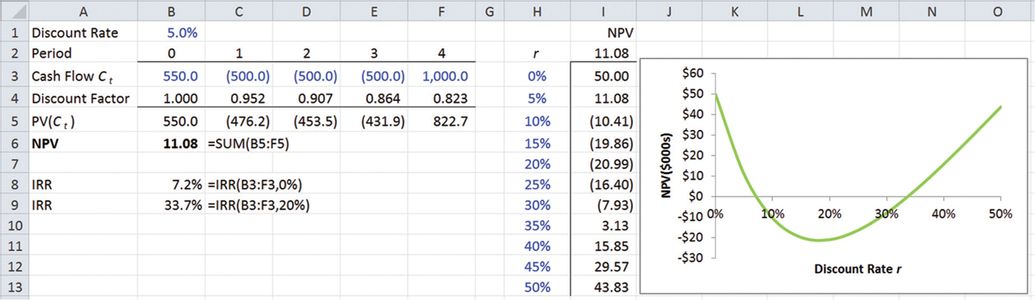 A B C D E F G H I J K L M N O
1 Discount Rate 5.0% NPV
2 Period 0 1 2 3 4 r 11.08
3 Cash Flow Ct 550.0 (500.0) (500.0) (500.0) 1,000.0 0% 50.00
4 Discount Factor 1.000 0.952 0.907 0.864 0.823 5% 11.08
5 PV(Ct) 550.0 (476.2) (453.5) (431.9) 822.7 10% (10.41)
6 NPV 11.08 =SUM(B5:F5) 15% (19.86)
7 20% (20.99)
8 IRR 7.2% =IRR(B3:F3,0%) 25% (16.40)
9 IRR 33.7% =IRR(B3:F3,20%) 30% (7.93)
10 35% 3.13
11 40% 15.85
12 45% 29.57
13 50% 43.83
NPV($000s)
$60
$50
$40
$30
$20
$10
$0
-$10
-$20
-$30
0% 10% 20% 30% 40% 50%
Discount Rate r